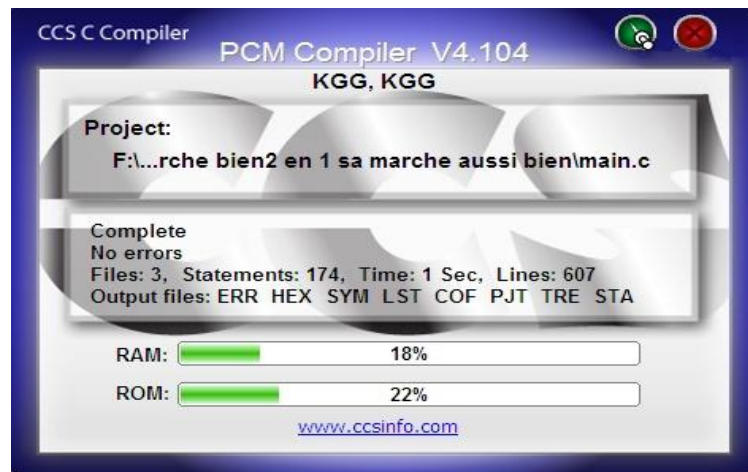 CCS C Compiler
PCM Compiler V4.104
KGG, KGG
Project:
F:\...rche bien2 en 1 sa marche aussi bien\main.c
Complete
No errors
Files: 3, Statements: 174, Time: 1 Sec, Lines: 607
Output files: ERR HEX SYM LST COF PJT TRE STA
RAM: 18%
ROM: 22%
www.ccsinfo.com